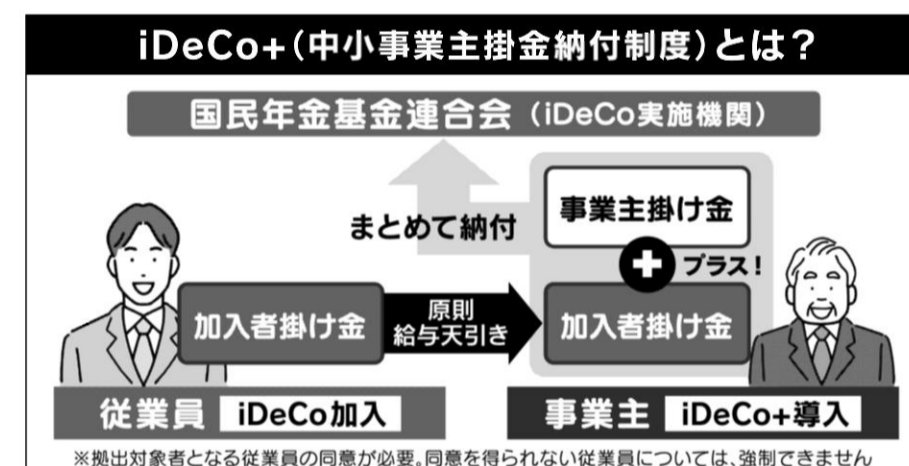 iDeCo+(中小事業主掛金納付制度)とは?
国民年金基金連合会(iDeCo実施機関)
事業主掛け金
まとめて納付
プラス!
加入者掛け金
原則
給与天引き
加入者掛け金
従業員 iDeCo加入
事業主 iDeCo+導入
※拠出対象者となる従業員の同意が必要。同意を得られない従業員については、強制できません